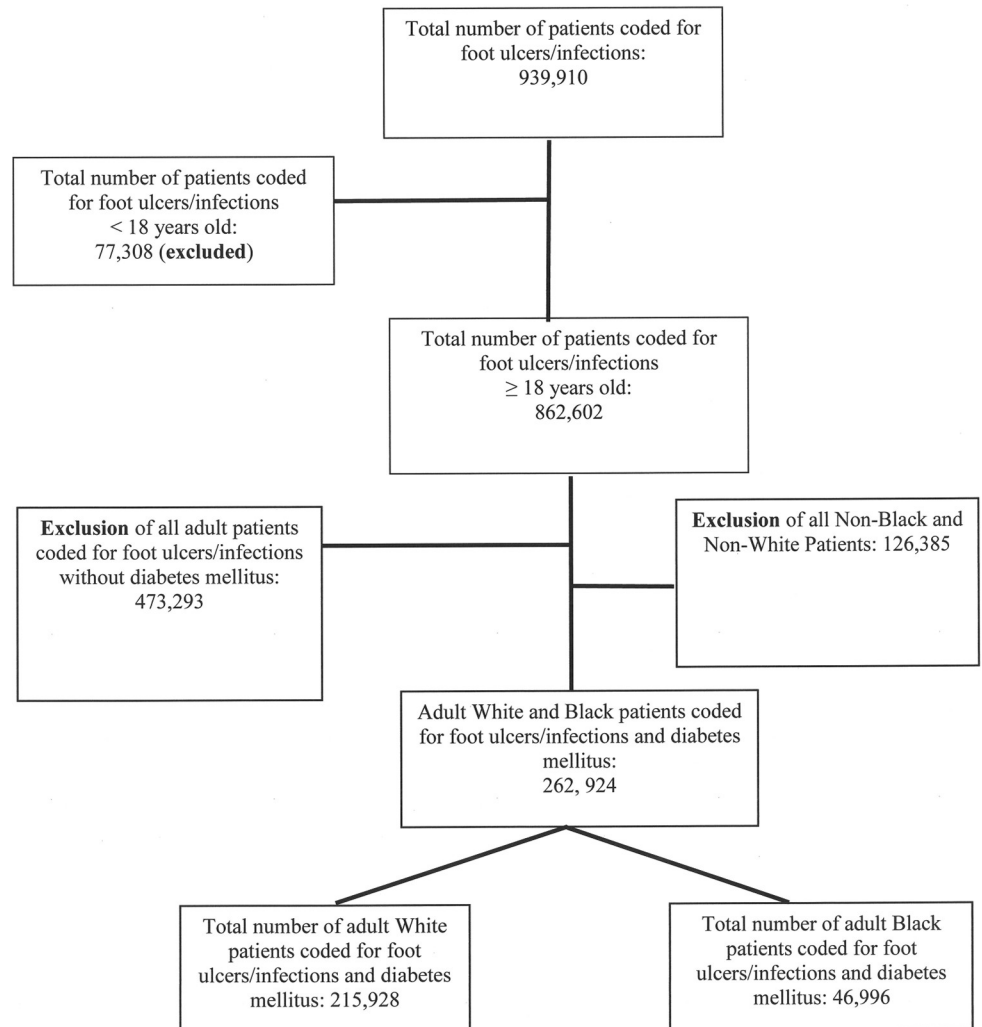 Total number of patients coded for
foot ulcers/infections:
939,910
Total number of patients coded
for foot ulcers/infections
< 18 years old:
77,308 (excluded)
Total number of patients coded for
foot ulcers/infections
≥ 18 years old:
862,602
Exclusion of all adult patients
coded for foot ulcers/infections
without diabetes mellitus:
473,293
Exclusion of all Non-Black and
Non-White Patients: 126,385
Adult White and Black patients coded
for foot ulcers/infections and diabetes
mellitus:
262, 924
Total number of adult White
patients coded for foot
ulcers/infections and diabetes
mellitus: 215,928
Total number of adult Black
patients coded for foot
ulcers/infections and diabetes
mellitus: 46,996